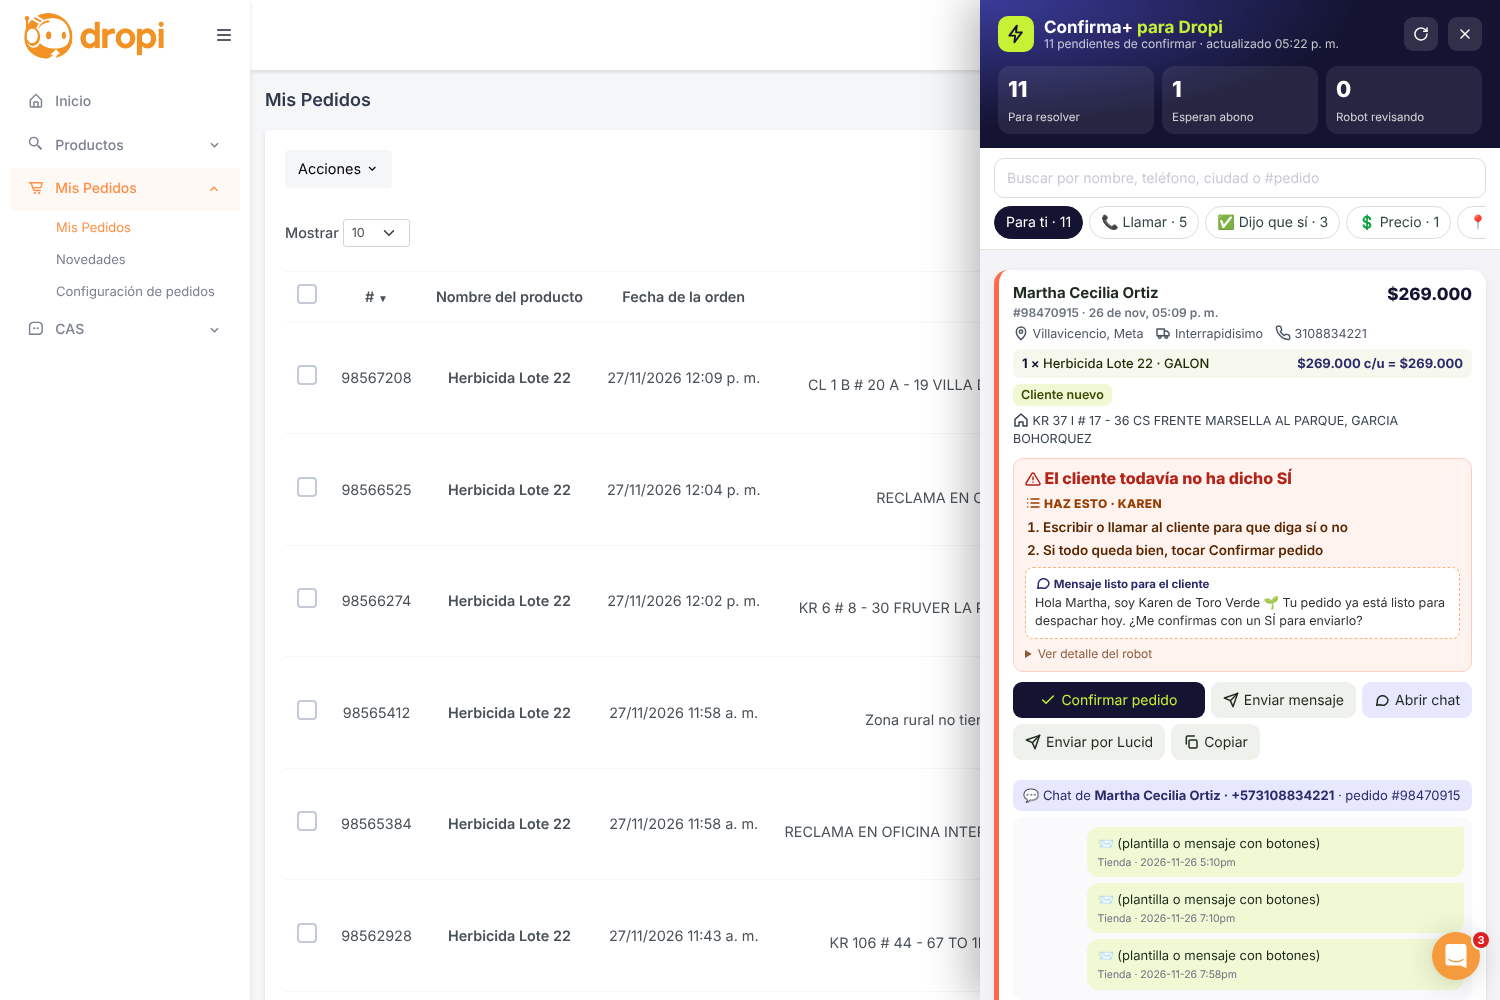 dropi
Inicio
Productos
Mis Pedidos
Mis Pedidos
Novedades
Configuración de pedidos
CAS
Mis Pedidos
Acciones
Mostrar 10
# ▼ Nombre del producto Fecha de la orden
98567208 Herbicida Lote 22 27/11/2026 12:09 p. m. CL 1 B # 20 A - 19 VILLA
98566525 Herbicida Lote 22 27/11/2026 12:04 p. m. RECLAMA EN
98566274 Herbicida Lote 22 27/11/2026 12:02 p. m. KR 6 # 8 - 30 FRUVER LA
98565412 Herbicida Lote 22 27/11/2026 11:58 a. m. Zona rural no
98565384 Herbicida Lote 22 27/11/2026 11:58 a. m. RECLAMA EN OFICINA
98562928 Herbicida Lote 22 27/11/2026 11:43 a. m. KR 106 # 44 - 67 TO
Confirma+ para Dropi
11 pendientes de confirmar · actualizado 05:22 p. m.
11
Para resolver
1
Esperan abono
0
Robot revisando
Buscar por nombre, teléfono, ciudad o #pedido
Para ti · 11
📞 Llamar · 5
✅ Dijo que sí · 3
💲 Precio · 1
📍
Martha Cecilia Ortiz $269.000
#98470915 · 26 de nov, 05:09 p. m.
Villavicencio, Meta Interrapidisimo 3108834221
1 × Herbicida Lote 22 · GALON $269.000 c/u = $269.000
Cliente nuevo
KR 37 I # 17 - 36 CS FRENTE MARSELLA AL PARQUE, GARCIA
BOHORQUEZ
El cliente todavía no ha dicho SÍ
HAZ ESTO · KAREN
1. Escribir o llamar al cliente para que diga sí o no
2. Si todo queda bien, tocar Confirmar pedido
Mensaje listo para el cliente
Hola Martha, soy Karen de Toro Verde 🌱 Tu pedido ya está listo para
despachar hoy. ¿Me confirmas con un SÍ para enviarlo?
▶ Ver detalle del robot
Confirmar pedido
Enviar mensaje
Abrir chat
Enviar por Lucid
Copiar
💬 Chat de Martha Cecilia Ortiz · +573108834221 · pedido #98470915
📨 (plantilla o mensaje con botones)
Tienda · 2026-11-26 5:10pm
📨 (plantilla o mensaje con botones)
Tienda · 2026-11-26 7:10pm
📨 (plantilla o mensaje con botones)
Tienda · 2026-11-26 7:58pm
3